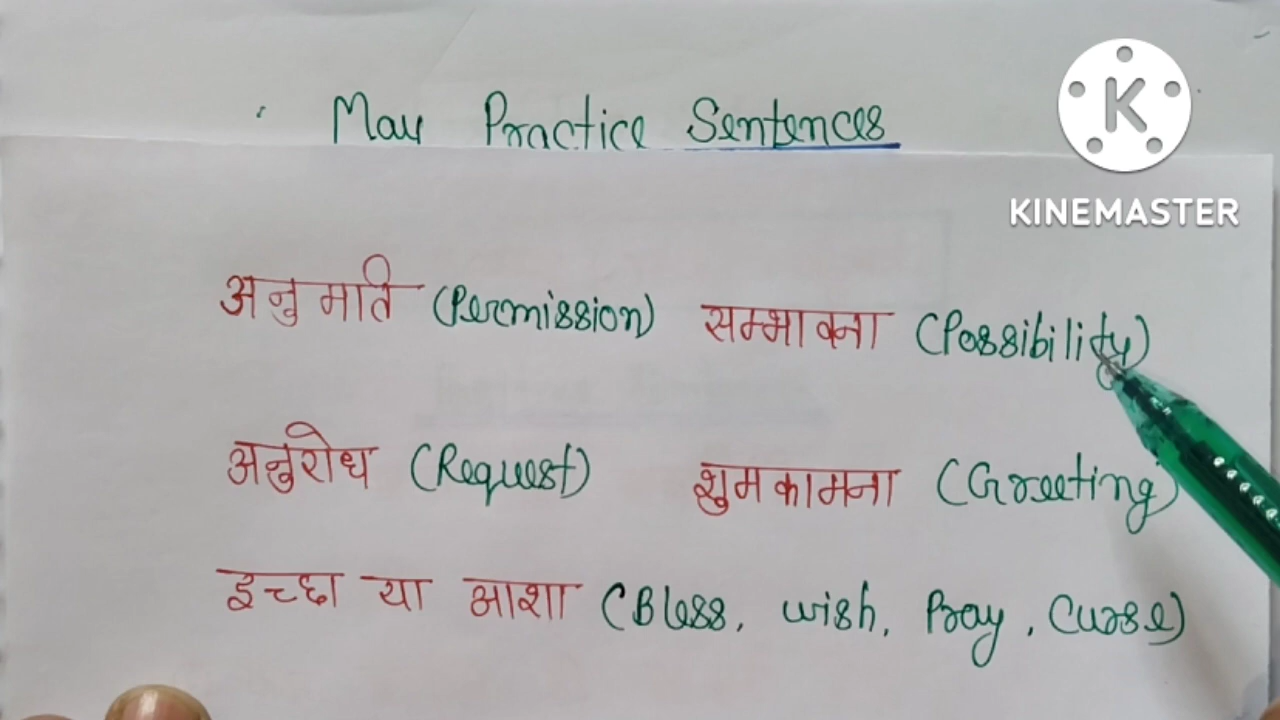 May Practice Sentences
KINEMASTER
अनुमति (Permission) सम्भावना (Possibility)
अनुरोध (Request) शुभकामना (Greeting)
इच्छा या आशा (Bless, wish, Pray, Curse)